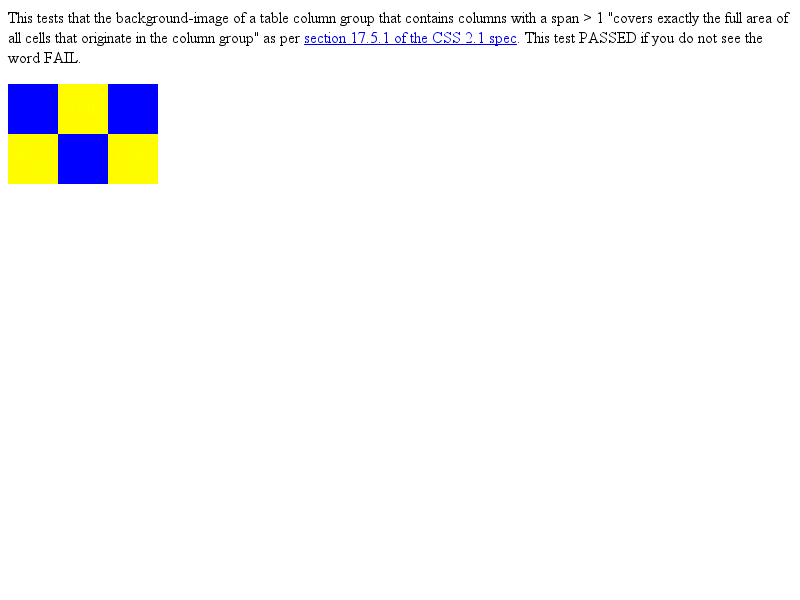 This tests that the background-image of a table column group that contains columns with a span > 1 "covers exactly the full area of
all cells that originate in the column group" as per section 17.5.1 of the CSS 2.1 spec. This test PASSED if you do not see the
word FAIL.